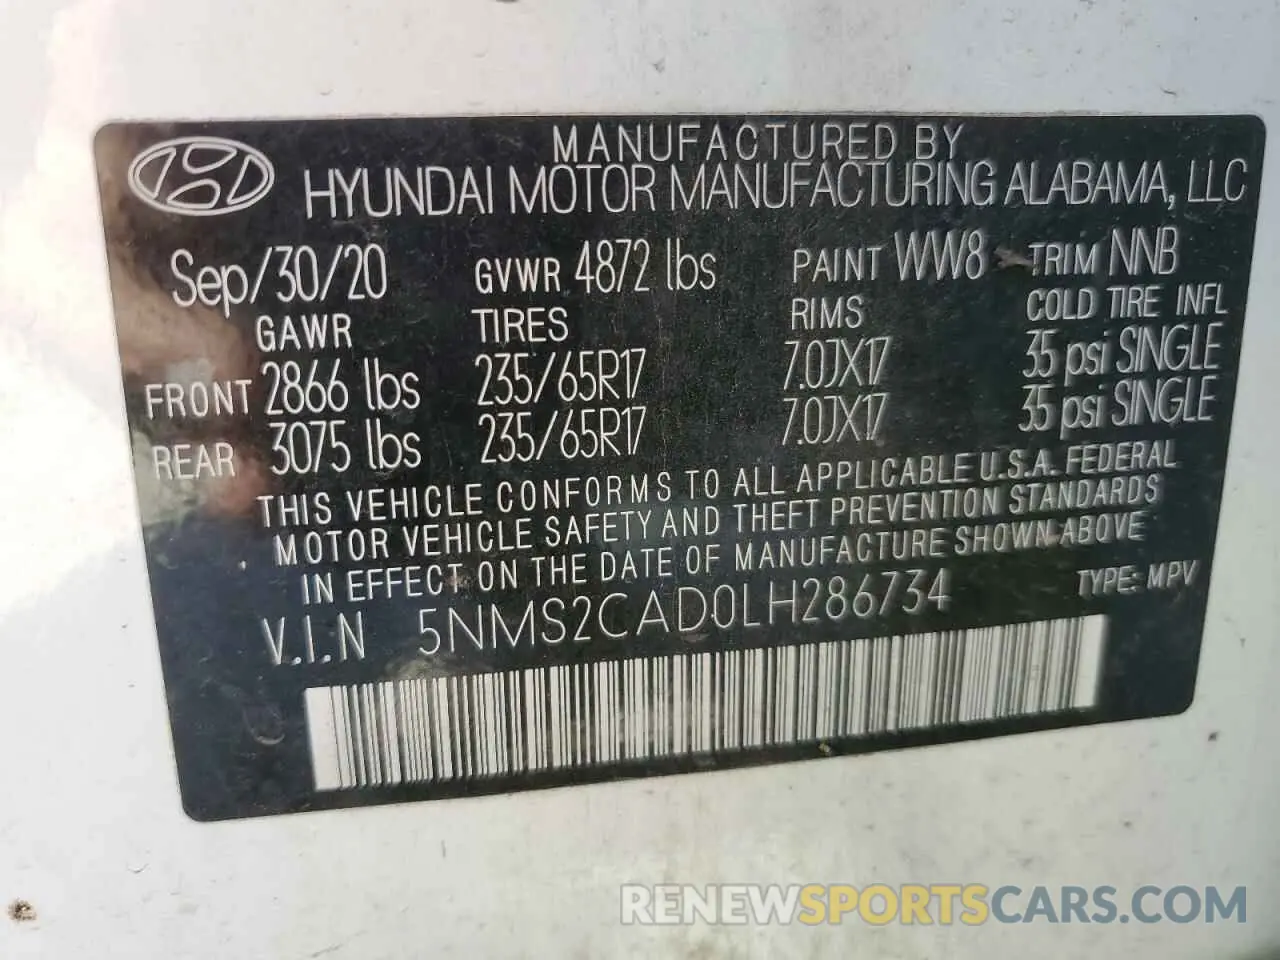 MANUFACTURED BY
HYUNDAI MOTOR MANUFACTURING ALABAMA, LLC
Sep/30/20 GVWR 4872 lbs PAINT WW8 TRIM NNB
GAWR TIRES RIMS COLD TIRE INFL
FRONT 2866 lbs 235/65R17 7.0JX17 35 psi SINGLE
REAR 3075 lbs 235/65R17 7.0JX17 35 psi SINGLE
THIS VEHICLE CONFORMS TO ALL APPLICABLE U.S.A. FEDERAL
MOTOR VEHICLE SAFETY AND THEFT PREVENTION STANDARDS
IN EFFECT ON THE DATE OF MANUFACTURE SHOWN ABOVE
V.I.N 5NMS2CAD0LH286734 TYPE: MPV
RENEWSPORTSCARS.COM